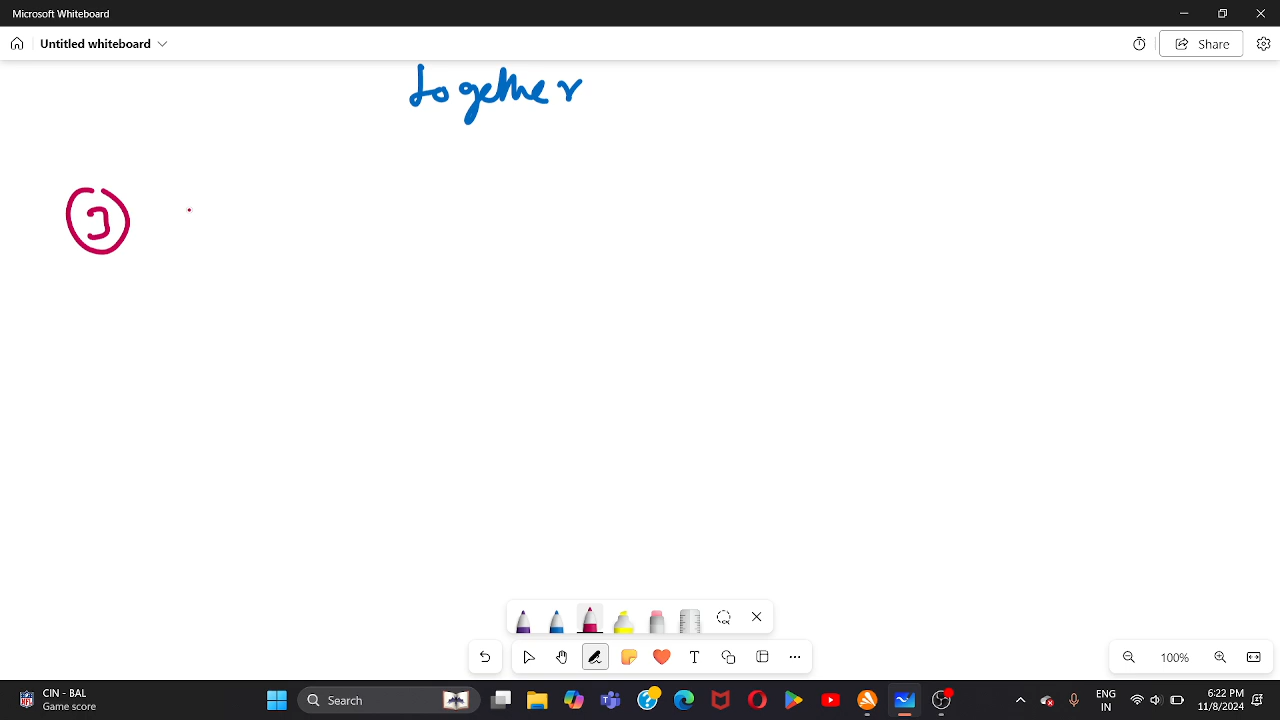 Microsoft Whiteboard
Untitled whiteboard
Share
together
100%
CIN - BAL
Game score
Search
ENG
IN
6:22 PM
11/8/2024